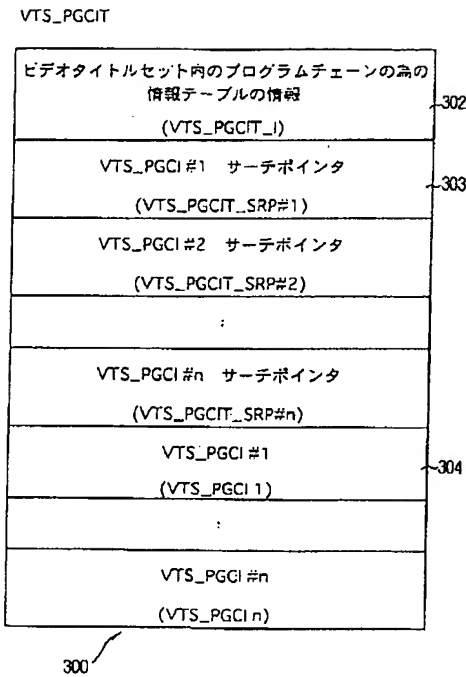 VTS_PGCIT
ビデオタイトルセット内のプログラムチェーンの為の
情報テーブルの情報
(VTS_PGCIT_I)
302
VTS_PGCI #1 サーチポインタ
303
(VTS_PGCIT_SRP#1)
VTS_PGCI #2 サーチポインタ
(VTS_PGCIT_SRP#2)
:
VTS_PGCI #n サーチポインタ
(VTS_PGCIT_SRP#n)
VTS_PGCI #1
304
(VTS_PGCI 1)
:
VTS_PGCI #n
(VTS_PGCI n)
300